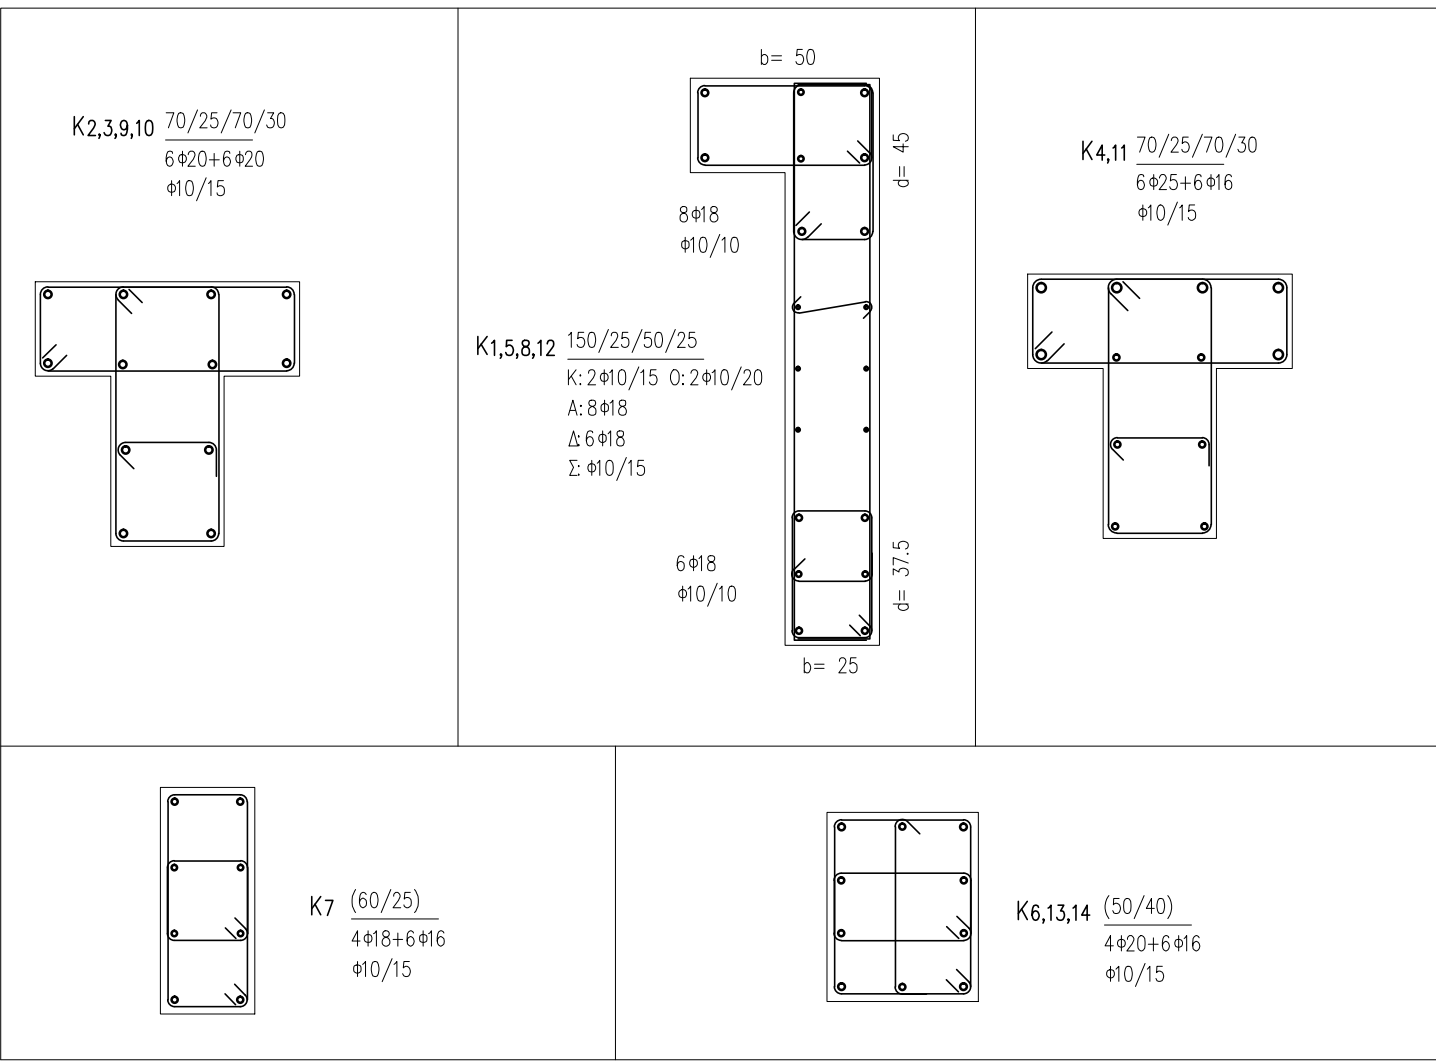 K2,3,9,10 70/25/70/30
6Φ20+6Φ20
Φ10/15
b= 50
d= 45
8Φ18
Φ10/10
K1,5,8,12 150/25/50/25
K: 2Φ10/15 O: 2Φ10/20
A: 8Φ18
Δ: 6Φ18
Σ: Φ10/15
6Φ18
Φ10/10
d= 37.5
b= 25
K4,11 70/25/70/30
6Φ25+6Φ16
Φ10/15
K7 (60/25)
4Φ18+6Φ16
Φ10/15
K6,13,14 (50/40)
4Φ20+6Φ16
Φ10/15